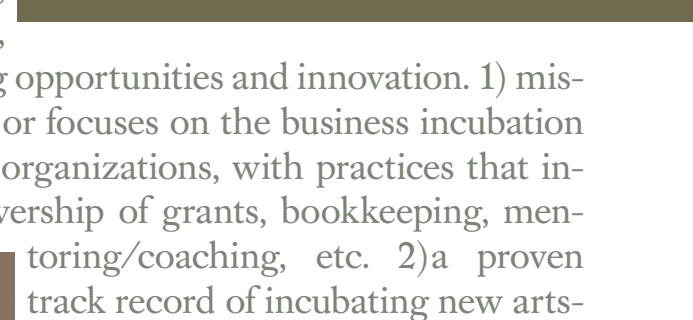 opportunities and innovation. 1) mis-
or focuses on the business incubation
organizations, with practices that in-
of grants, bookkeeping, men-
toring/coaching, etc. 2)a proven
track record of incubating new arts-